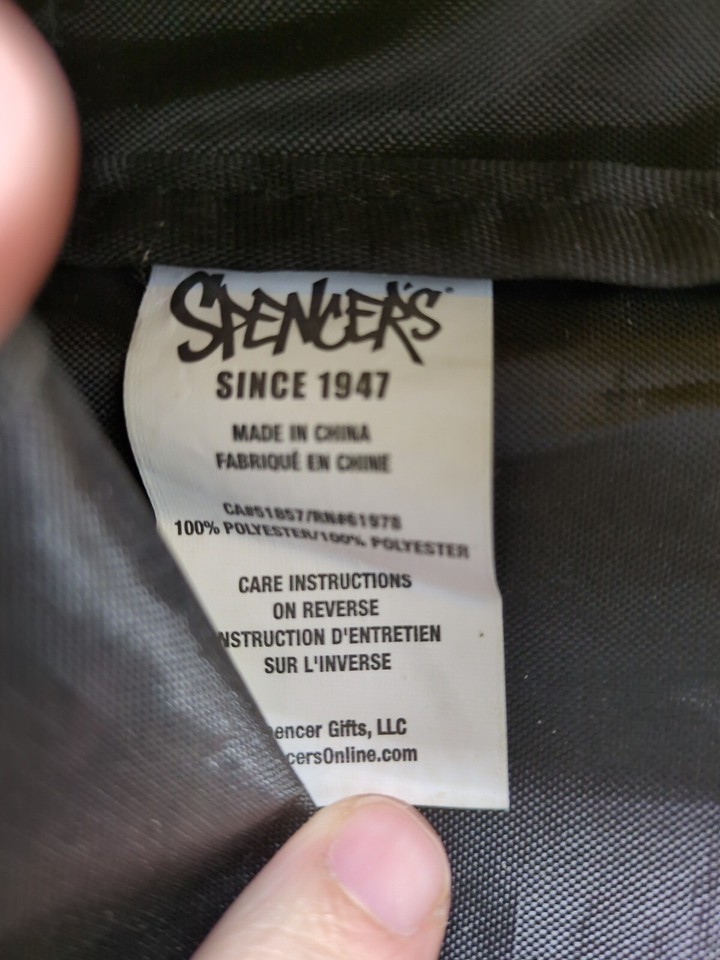 SPENCER'S
SINCE 1947
MADE IN CHINA
FABRIQUÉ EN CHINE
CA#51857/RN#61978
100% POLYESTER/100% POLYESTER
CARE INSTRUCTIONS
ON REVERSE
NSTRUCTION D'ENTRETIEN
SUR L'INVERSE
encer Gifts, LLC
cersOnline.com